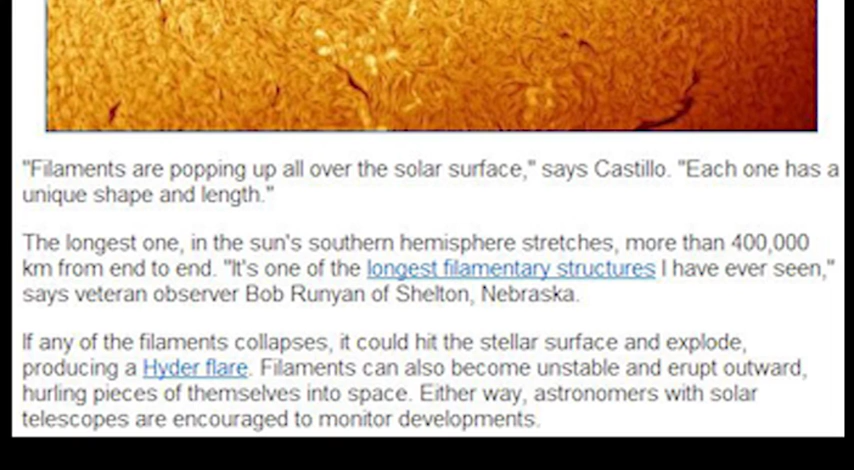 "Filaments are popping up all over the solar surface," says Castillo. "Each one has a
unique shape and length."
The longest one, in the sun's southern hemisphere stretches, more than 400,000
km from end to end. "It's one of the longest filamentary structures I have ever seen,"
says veteran observer Bob Runyan of Shelton, Nebraska.
If any of the filaments collapses, it could hit the stellar surface and explode,
producing a Hyder flare. Filaments can also become unstable and erupt outward,
hurling pieces of themselves into space. Either way, astronomers with solar
telescopes are encouraged to monitor developments.